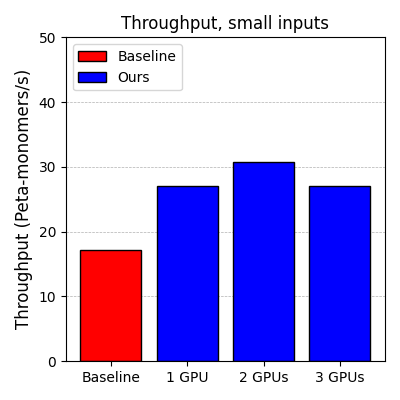 Throughput, small inputs
Throughput (Peta-monomers/s)
50
40
30
20
10
0
Baseline
Ours
Baseline 1 GPU 2 GPUs 3 GPUs